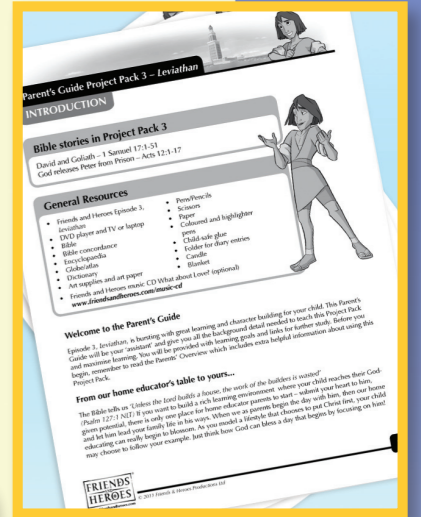 Parent's Guide Project Pack 3 – Leviathan
INTRODUCTION
Bible stories in Project Pack 3
David and Goliath – 1 Samuel 17:1-51
God releases Peter from Prison – Acts 12:1-17
General Resources
• Friends and Heroes Episode 3,
Leviathan
• DVD player and TV or laptop
• Bible
• Bible concordance
• Encyclopaedia
• Globe/atlas
• Dictionary
• Art supplies and art paper
• Friends and Heroes music CD What about Love? (optional)
www.friendsandheroes.com/music-cd
• Pens/Pencils
• Scissors
• Paper
• Coloured and highlighter
pens
• Child-safe glue
• Folder for diary entries
• Candle
• Blanket
Welcome to the Parent's Guide
Episode 3, Leviathan, is bursting with great learning and character building for your child. This Parent's
Guide will be your 'assistant' and give you all the background detail needed to teach this Project Pack
and maximise learning. You will be provided with learning goals and links for further study. Before you
begin, remember to read the Parents' Overview which includes extra helpful information about using this
Project Pack.
From our home educator's table to yours...
The Bible tells us 'Unless the Lord builds a house, the work of the builders is wasted'
(Psalm 127:1 NLT) If you want to build a rich learning environment where your child reaches their God-
given potential, there is only one place for home educator parents to start – submit your heart to him,
and let him lead your family life in his ways. When we as parents begin the day with him, then our home
educating can really begin to blossom. As you model a lifestyle that chooses to put Christ first, your child
may choose to follow your example. Just think how God can bless a day that begins by focusing on him!
FRIENDS
HEROES
© 2013 Friends & Heroes Productions Ltd